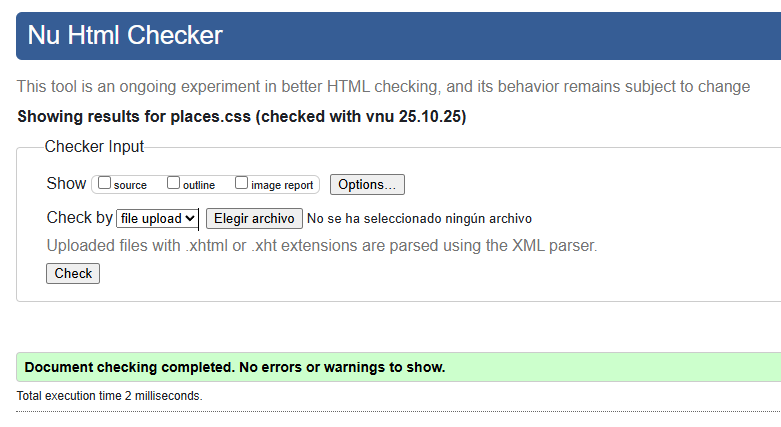 Nu Html Checker
This tool is an ongoing experiment in better HTML checking, and its behavior remains subject to change
Showing results for places.css (checked with vnu 25.10.25)
Checker Input
Show source outline image report Options...
Check by file upload Elegir archivo No se ha seleccionado ningún archivo
Uploaded files with .xhtml or .xht extensions are parsed using the XML parser.
Check
Document checking completed. No errors or warnings to show.
Total execution time 2 milliseconds.